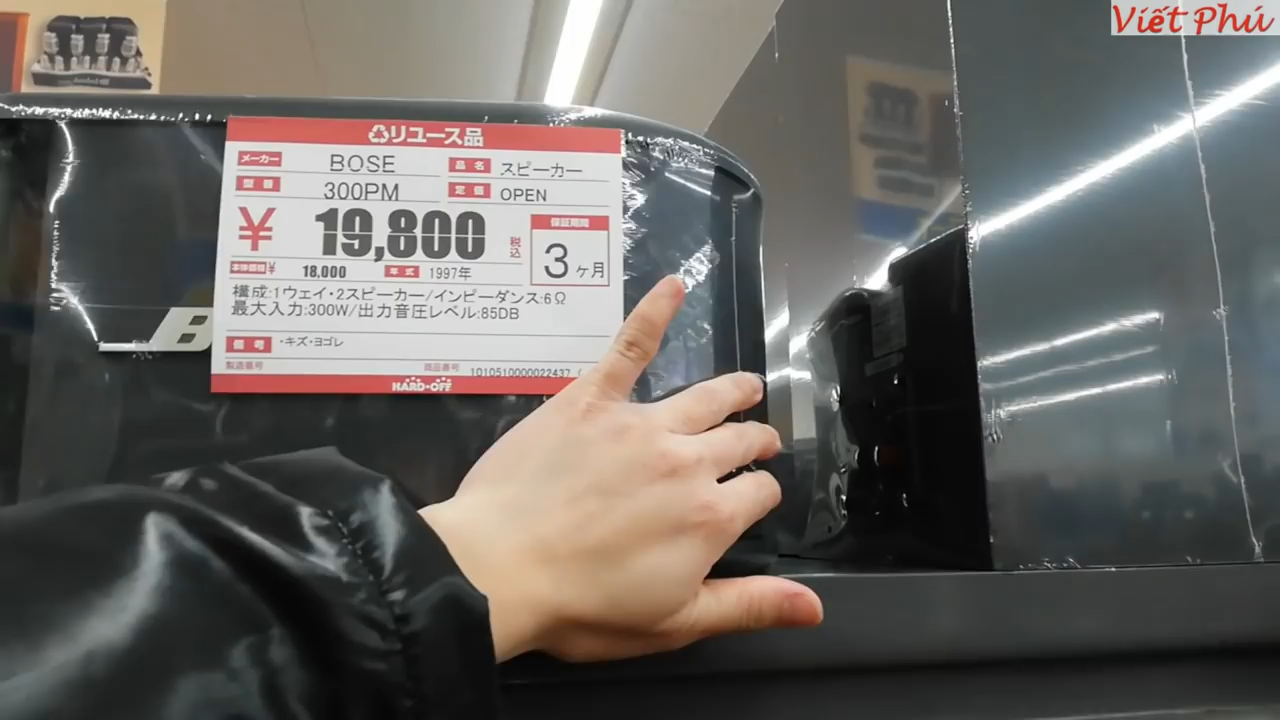 Việt Phú
リユース品
メーカー BOSE 品名 スピーカー
型番 300PM 定価 OPEN
¥ 19,800 税込
保証期間
3ヶ月
本体価格¥ 18,000 年式 1997年
構成:1ウェイ・2スピーカー/インピーダンス:6Ω
最大入力:300W/出力音圧レベル:85DB
備考 ・キズ・ヨゴレ
製造番号 商品番号 1010510000022437 (
HARD・OFF
B